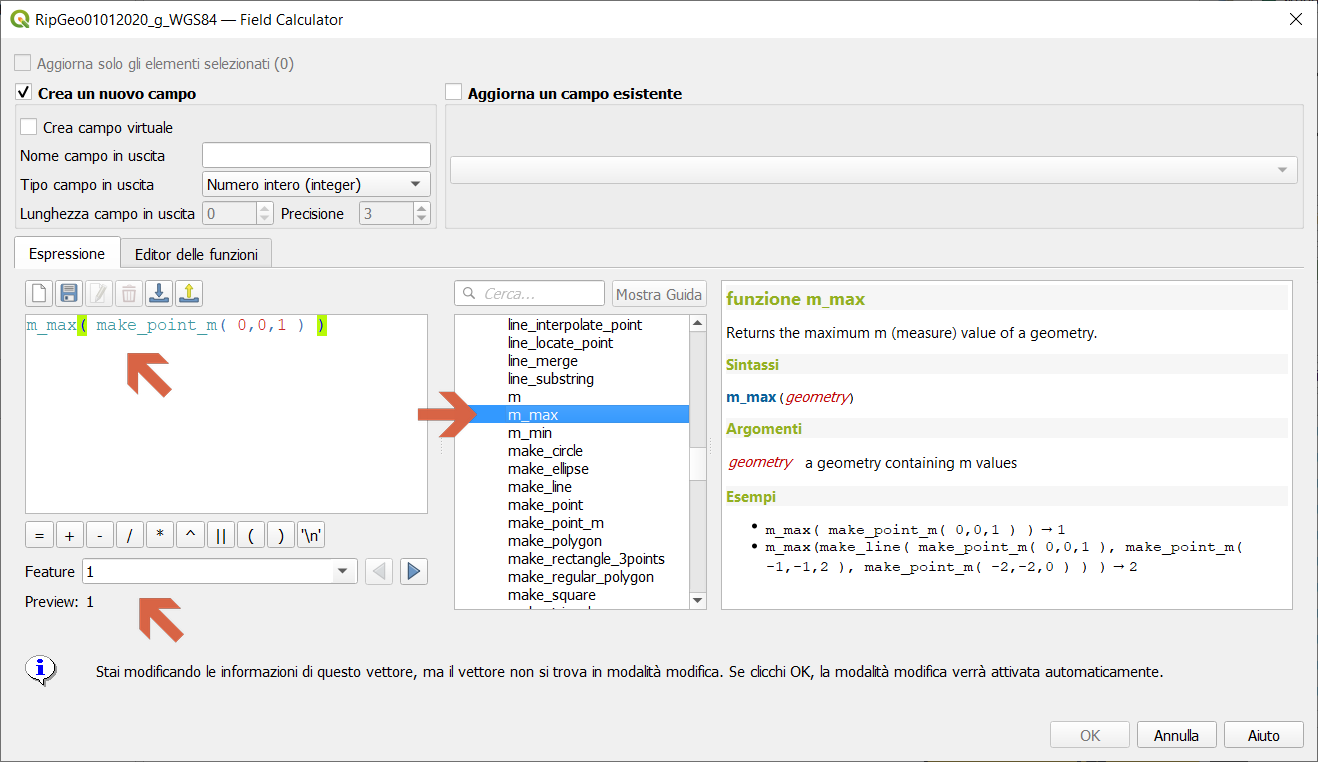 RipGeo01012020_g_WGS84 — Field Calculator
Aggiorna solo gli elementi selezionati (0)
Crea un nuovo campo
Aggiorna un campo esistente
Crea campo virtuale
Nome campo in uscita
Tipo campo in uscita
Numero intero (integer)
Lunghezza campo in uscita
0
Precisione
3
Espressione
Editor delle funzioni
m_max( make_point_m( 0,0,1 ) )
= + - / * ^ || ( ) '\n'
Feature
1
Preview: 1
Cerca...
Mostra Guida
line_interpolate_point
line_locate_point
line_merge
line_substring
m
m_max
m_min
make_circle
make_ellipse
make_line
make_point
make_point_m
make_polygon
make_rectangle_3points
make_regular_polygon
make_square
funzione m_max
Returns the maximum m (measure) value of a geometry.
Sintassi
m_max(geometry)
Argomenti
geometry a geometry containing m values
Esempi
• m_max( make_point_m( 0,0,1 ) ) → 1
• m_max(make_line( make_point_m( 0,0,1 ), make_point_m(
-1,-1,2 ), make_point_m( -2,-2,0 ) ) ) → 2
Stai modificando le informazioni di questo vettore, ma il vettore non si trova in modalità modifica. Se clicchi OK, la modalità modifica verrà attivata automaticamente.
OK
Annulla
Aiuto